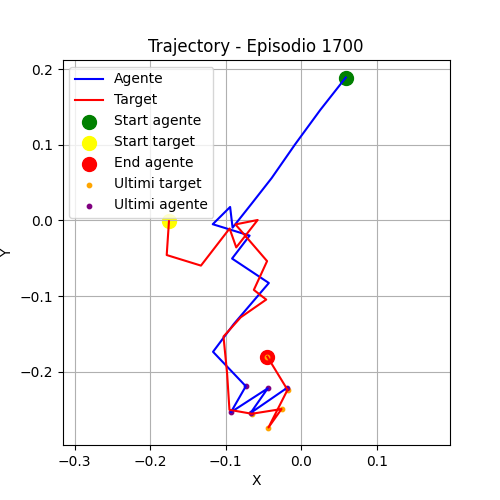 Trajectory - Episodio 1700
Agente
Target
Start agente
Start target
End agente
Ultimi target
Ultimi agente
0.2
0.1
0.0
−0.1
−0.2
Y
−0.3
−0.2
−0.1
0.0
0.1
X